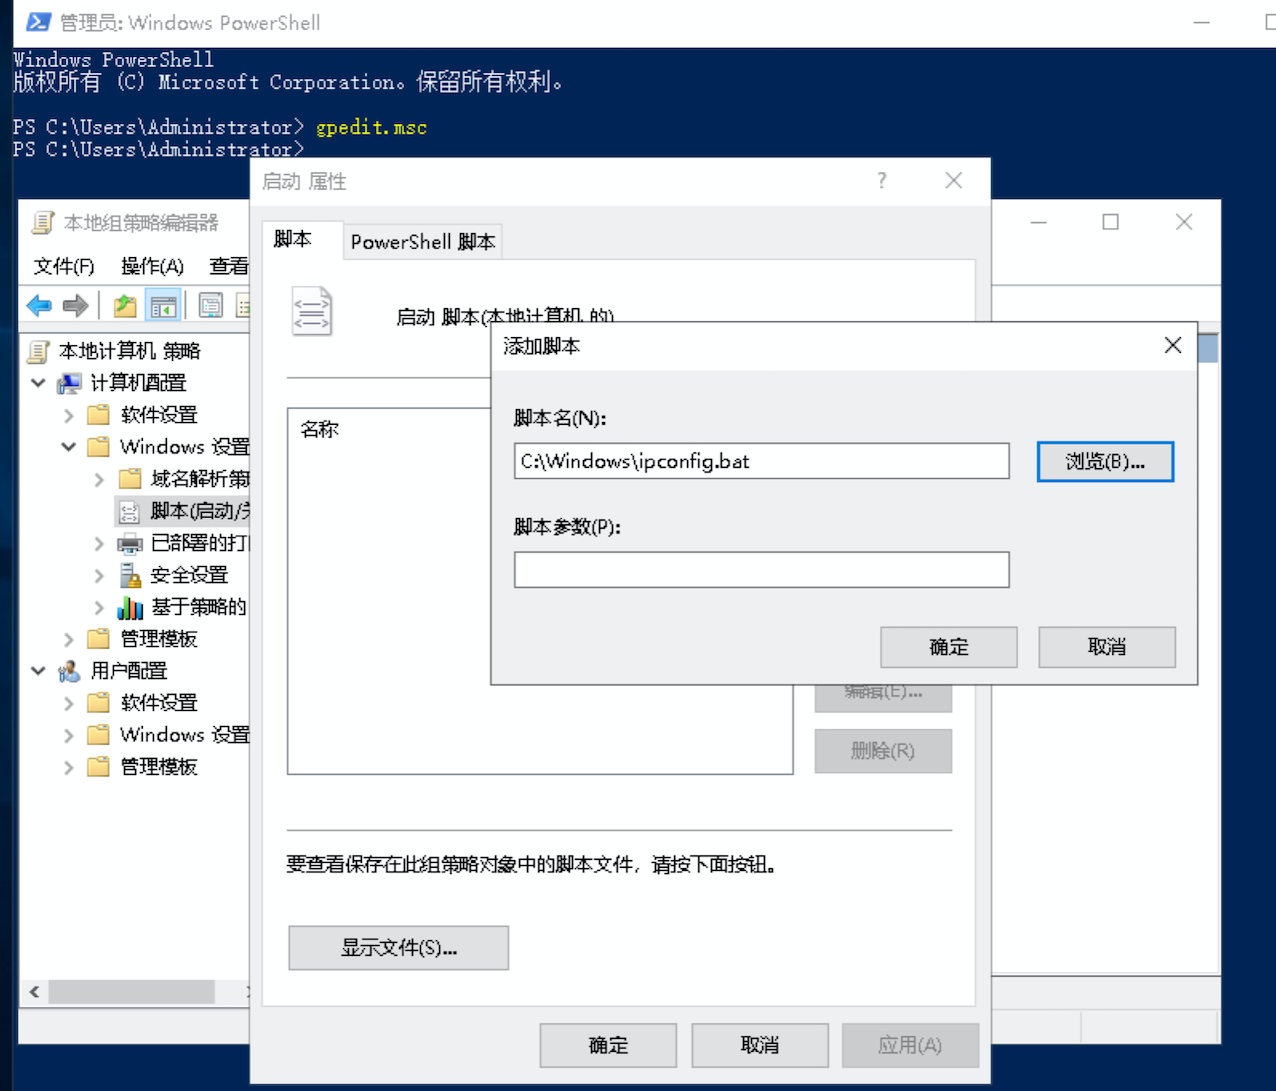 管理员: Windows PowerShell
Windows PowerShell
版权所有 (C) Microsoft Corporation。保留所有权利。
PS C:\Users\Administrator> gpedit.msc
PS C:\Users\Administrator>
启动 属性
本地组策略编辑器
文件(F) 操作(A) 查看
脚本
PowerShell 脚本
启动 脚本(本地计算机 的)
名称
本地计算机 策略
计算机配置
软件设置
Windows 设置
域名解析策
脚本(启动/
已部署的打
安全设置
基于策略的
管理模板
用户配置
软件设置
Windows 设置
管理模板
添加脚本
脚本名(N):
C:\Windows\ipconfig.bat
浏览(B)...
脚本参数(P):
确定
取消
编辑(E)...
删除(R)
要查看保存在此组策略对象中的脚本文件，请按下面按钮。
显示文件(S)...
确定
取消
应用(A)